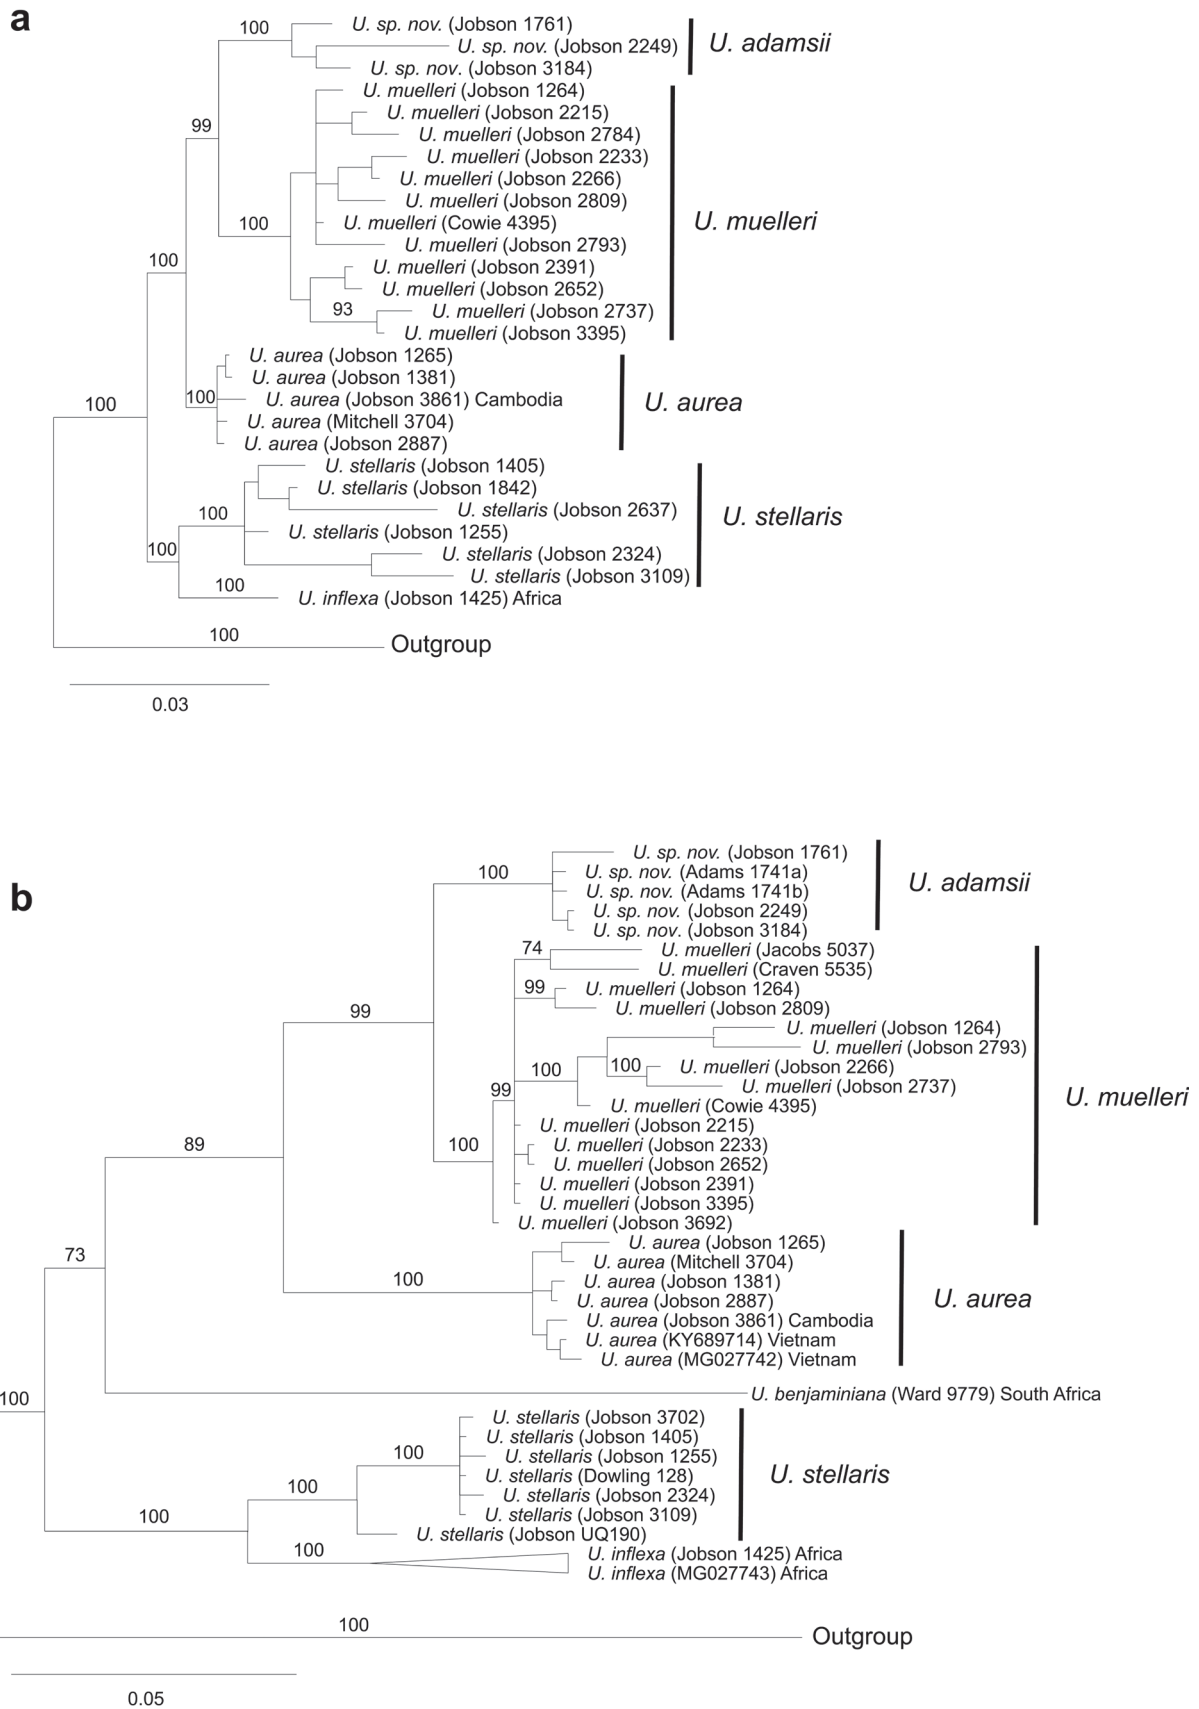 a
100
U. sp. nov. (Jobson 1761)
U. sp. nov. (Jobson 2249)
U. adamsii
U. sp. nov. (Jobson 3184)
U. muelleri (Jobson 1264)
U. muelleri (Jobson 2215)
99
U. muelleri (Jobson 2784)
U. muelleri (Jobson 2233)
U. muelleri (Jobson 2266)
U. muelleri (Jobson 2809)
100
U. muelleri (Cowie 4395)
U. muelleri
U. muelleri (Jobson 2793)
100
U. muelleri (Jobson 2391)
U. muelleri (Jobson 2652)
93
U. muelleri (Jobson 2737)
U. muelleri (Jobson 3395)
U. aurea (Jobson 1265)
U. aurea (Jobson 1381)
100
100
U. aurea (Jobson 3861) Cambodia
U. aurea
U. aurea (Mitchell 3704)
U. aurea (Jobson 2887)
U. stellaris (Jobson 1405)
U. stellaris (Jobson 1842)
100
U. stellaris (Jobson 2637)
U. stellaris
U. stellaris (Jobson 1255)
100
U. stellaris (Jobson 2324)
U. stellaris (Jobson 3109)
100
U. inflexa (Jobson 1425) Africa
100
Outgroup
0.03
b
U. sp. nov. (Jobson 1761)
100
U. sp. nov. (Adams 1741a)
U. sp. nov. (Adams 1741b)
U. adamsii
U. sp. nov. (Jobson 2249)
U. sp. nov. (Jobson 3184)
74
U. muelleri (Jacobs 5037)
U. muelleri (Craven 5535)
99
U. muelleri (Jobson 1264)
U. muelleri (Jobson 2809)
99
U. muelleri (Jobson 1264)
U. muelleri (Jobson 2793)
100
100
U. muelleri (Jobson 2266)
U. muelleri (Jobson 2737)
99
U. muelleri (Cowie 4395)
U. muelleri
U. muelleri (Jobson 2215)
89
100
U. muelleri (Jobson 2233)
U. muelleri (Jobson 2652)
U. muelleri (Jobson 2391)
U. muelleri (Jobson 3395)
U. muelleri (Jobson 3692)
U. aurea (Jobson 1265)
73
U. aurea (Mitchell 3704)
100
U. aurea (Jobson 1381)
U. aurea (Jobson 2887)
U. aurea
U. aurea (Jobson 3861) Cambodia
U. aurea (KY689714) Vietnam
U. aurea (MG027742) Vietnam
100
U. benjaminiana (Ward 9779) South Africa
U. stellaris (Jobson 3702)
U. stellaris (Jobson 1405)
100
U. stellaris (Jobson 1255)
U. stellaris (Dowling 128)
U. stellaris
100
U. stellaris (Jobson 2324)
100
U. stellaris (Jobson 3109)
U. stellaris (Jobson UQ190)
100
U. inflexa (Jobson 1425) Africa
U. inflexa (MG027743) Africa
100
Outgroup
0.05